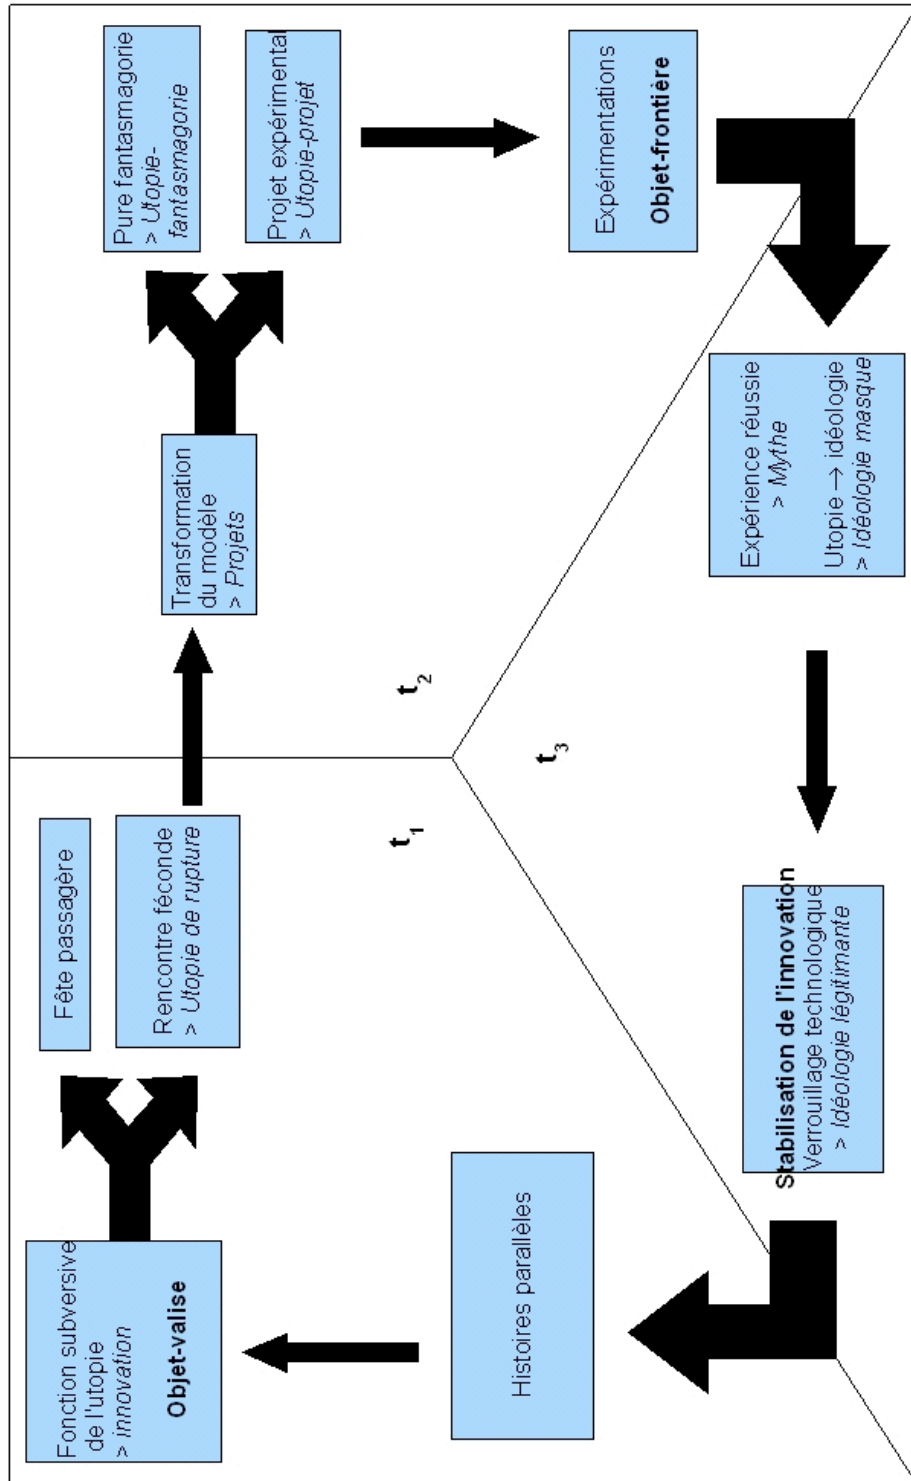 Fonction subversive
de l'utopie
> innovation
Objet-valise
Fête passagère
Rencontre féconde
> Utopie de rupture
Transformation
du modèle
> Projets
Pure fantasmagorie
> Utopie-
fantasmagorie
Projet expérimental
> Utopie-projet
Histoires parallèles
t1
t2
t3
Expérimentations
Objet-frontière
Stabilisation de l'innovation
Verrouillage technologique
> Idéologie légitimante
Expérience réussie
> Mythe
Utopie → idéologie
> Idéologie masque